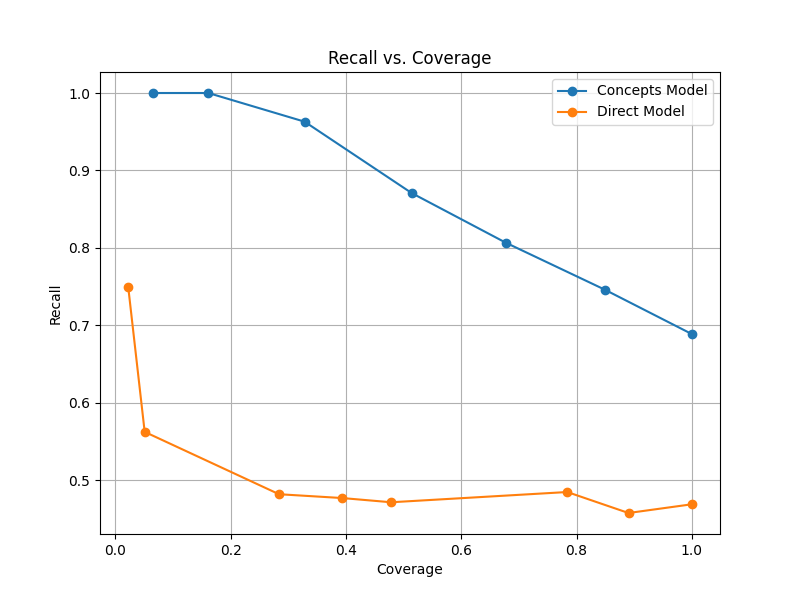 Recall vs. Coverage
Concepts Model
Direct Model
1.0
0.9
0.8
0.7
0.6
0.5
Recall
0.0 0.2 0.4 0.6 0.8 1.0
Coverage